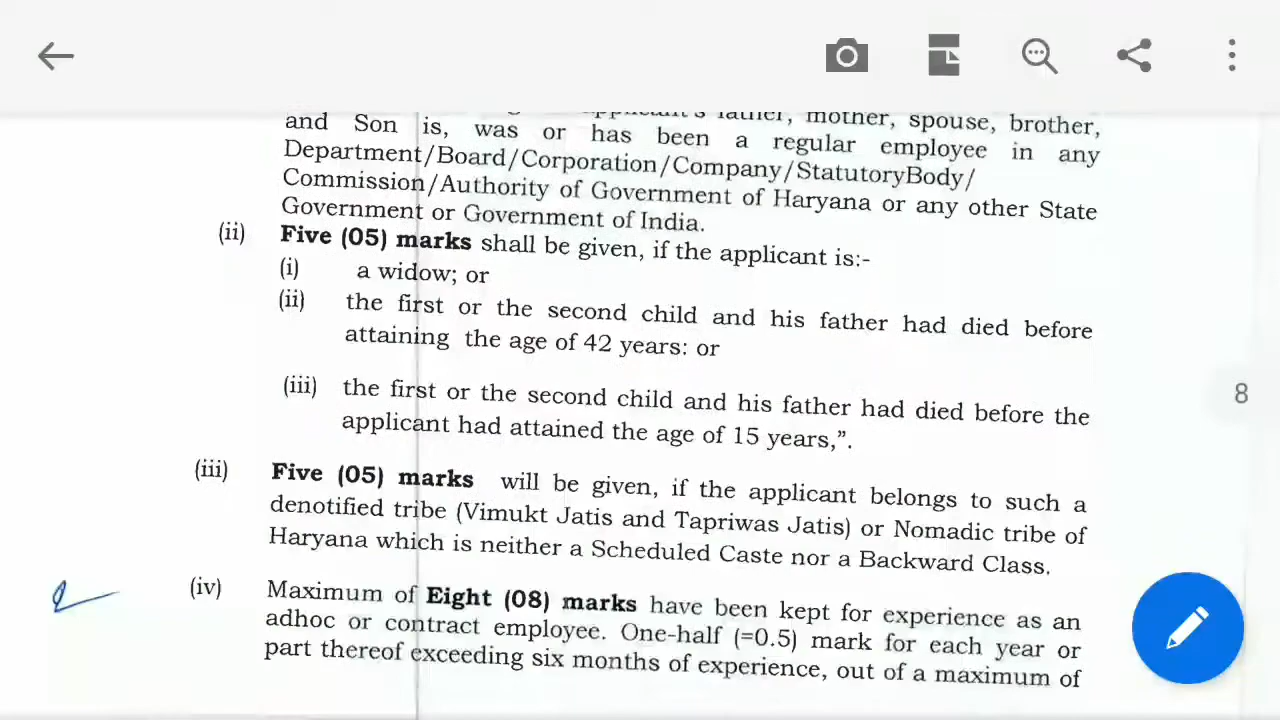 applicant's father, mother, spouse, brother,
and Son is, was or has been a regular employee in any
Department/Board/Corporation/Company/StatutoryBody/
Commission/Authority of Government of Haryana or any other State
Government or Government of India.
(ii) Five (05) marks shall be given, if the applicant is:-
(i) a widow; or
(ii) the first or the second child and his father had died before
attaining the age of 42 years: or
(iii) the first or the second child and his father had died before the
applicant had attained the age of 15 years,”.
8
(iii) Five (05) marks will be given, if the applicant belongs to such a
denotified tribe (Vimukt Jatis and Tapriwas Jatis) or Nomadic tribe of
Haryana which is neither a Scheduled Caste nor a Backward Class.
(iv) Maximum of Eight (08) marks have been kept for experience as an
adhoc or contract employee. One-half (=0.5) mark for each year or
part thereof exceeding six months of experience, out of a maximum of